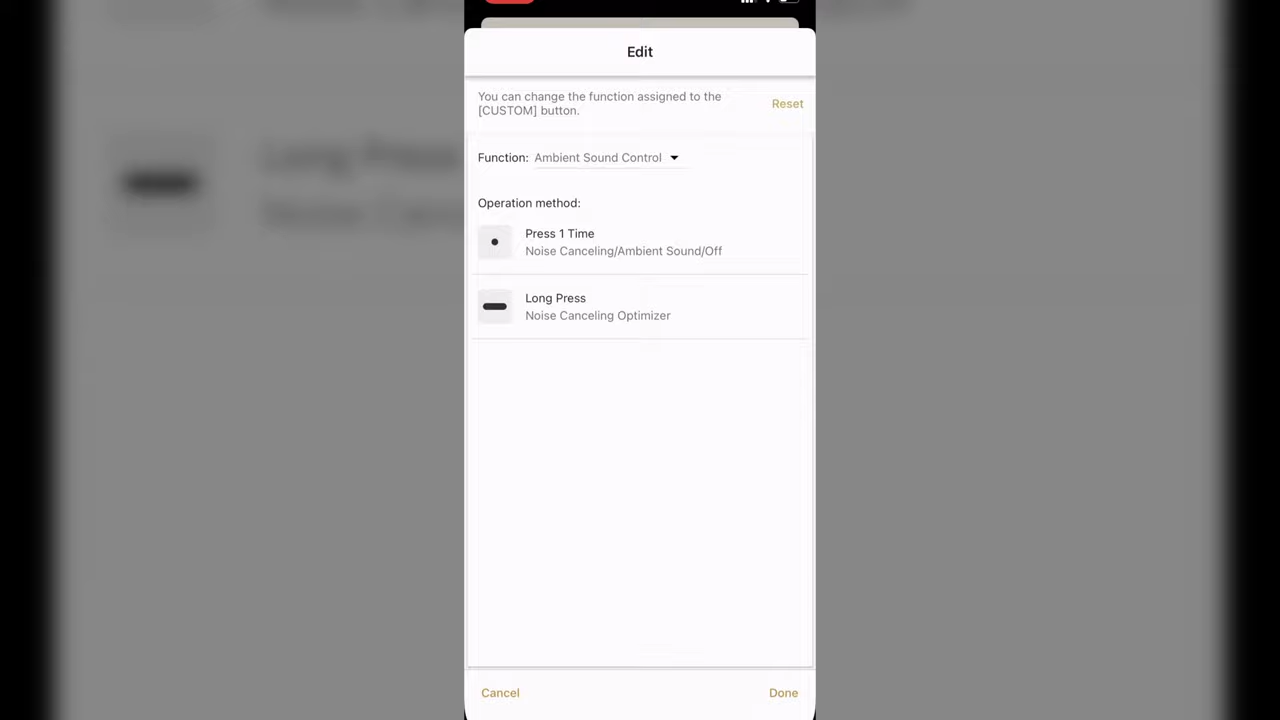 Edit
You can change the function assigned to the
[CUSTOM] button.
Reset
Function: Ambient Sound Control
Operation method:
Press 1 Time
Noise Canceling/Ambient Sound/Off
Long Press
Noise Canceling Optimizer
Cancel
Done